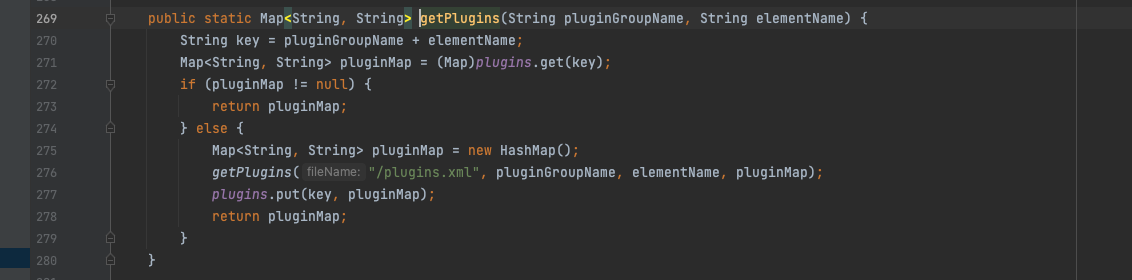 269 public static Map<String, String> getPlugins(String pluginGroupName, String elementName) {
270 String key = pluginGroupName + elementName;
271 Map<String, String> pluginMap = (Map)plugins.get(key);
272 if (pluginMap != null) {
273 return pluginMap;
274 } else {
275 Map<String, String> pluginMap = new HashMap();
276 getPlugins( fileName: "/plugins.xml", pluginGroupName, elementName, pluginMap);
277 plugins.put(key, pluginMap);
278 return pluginMap;
279 }
280 }